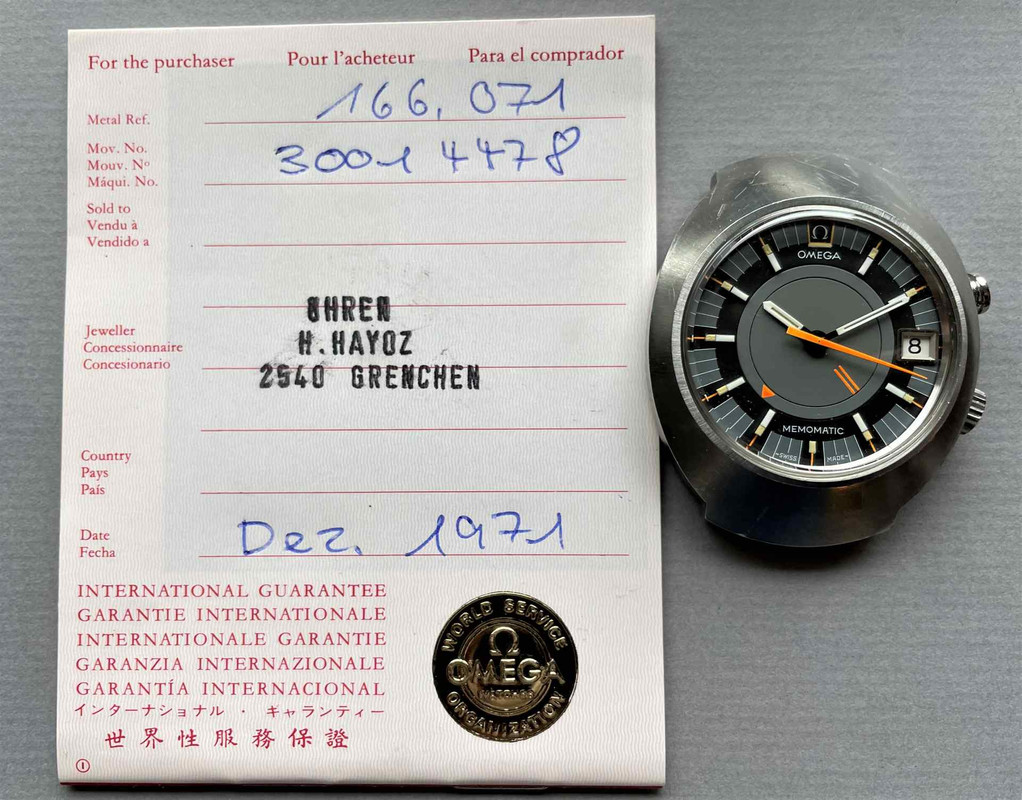 For the purchaser Pour l'acheteur Para el comprador
Metal Ref. 166.071
Mov. No. 30014478
Mouv. Nº
Máqui. No.
Sold to
Vendu à
Vendido a
UHREN
H.HAYOZ
2540 GRENCHEN
Jeweller
Concessionnaire
Concesionario
Country
Pays
País
Date Dez. 1971
Fecha
INTERNATIONAL GUARANTEE
GARANTIE INTERNATIONALE
INTERNATIONALE GARANTIE
GARANZIA INTERNAZIONALE
GARANTÍA INTERNACIONAL
インターナショナル・ギャランティー
世界性服務保證
1
WORLD SERVICE
Ω
OMEGA
ORGANIZATION
Ω
OMEGA
8
MEMOMATIC
SWISS MADE